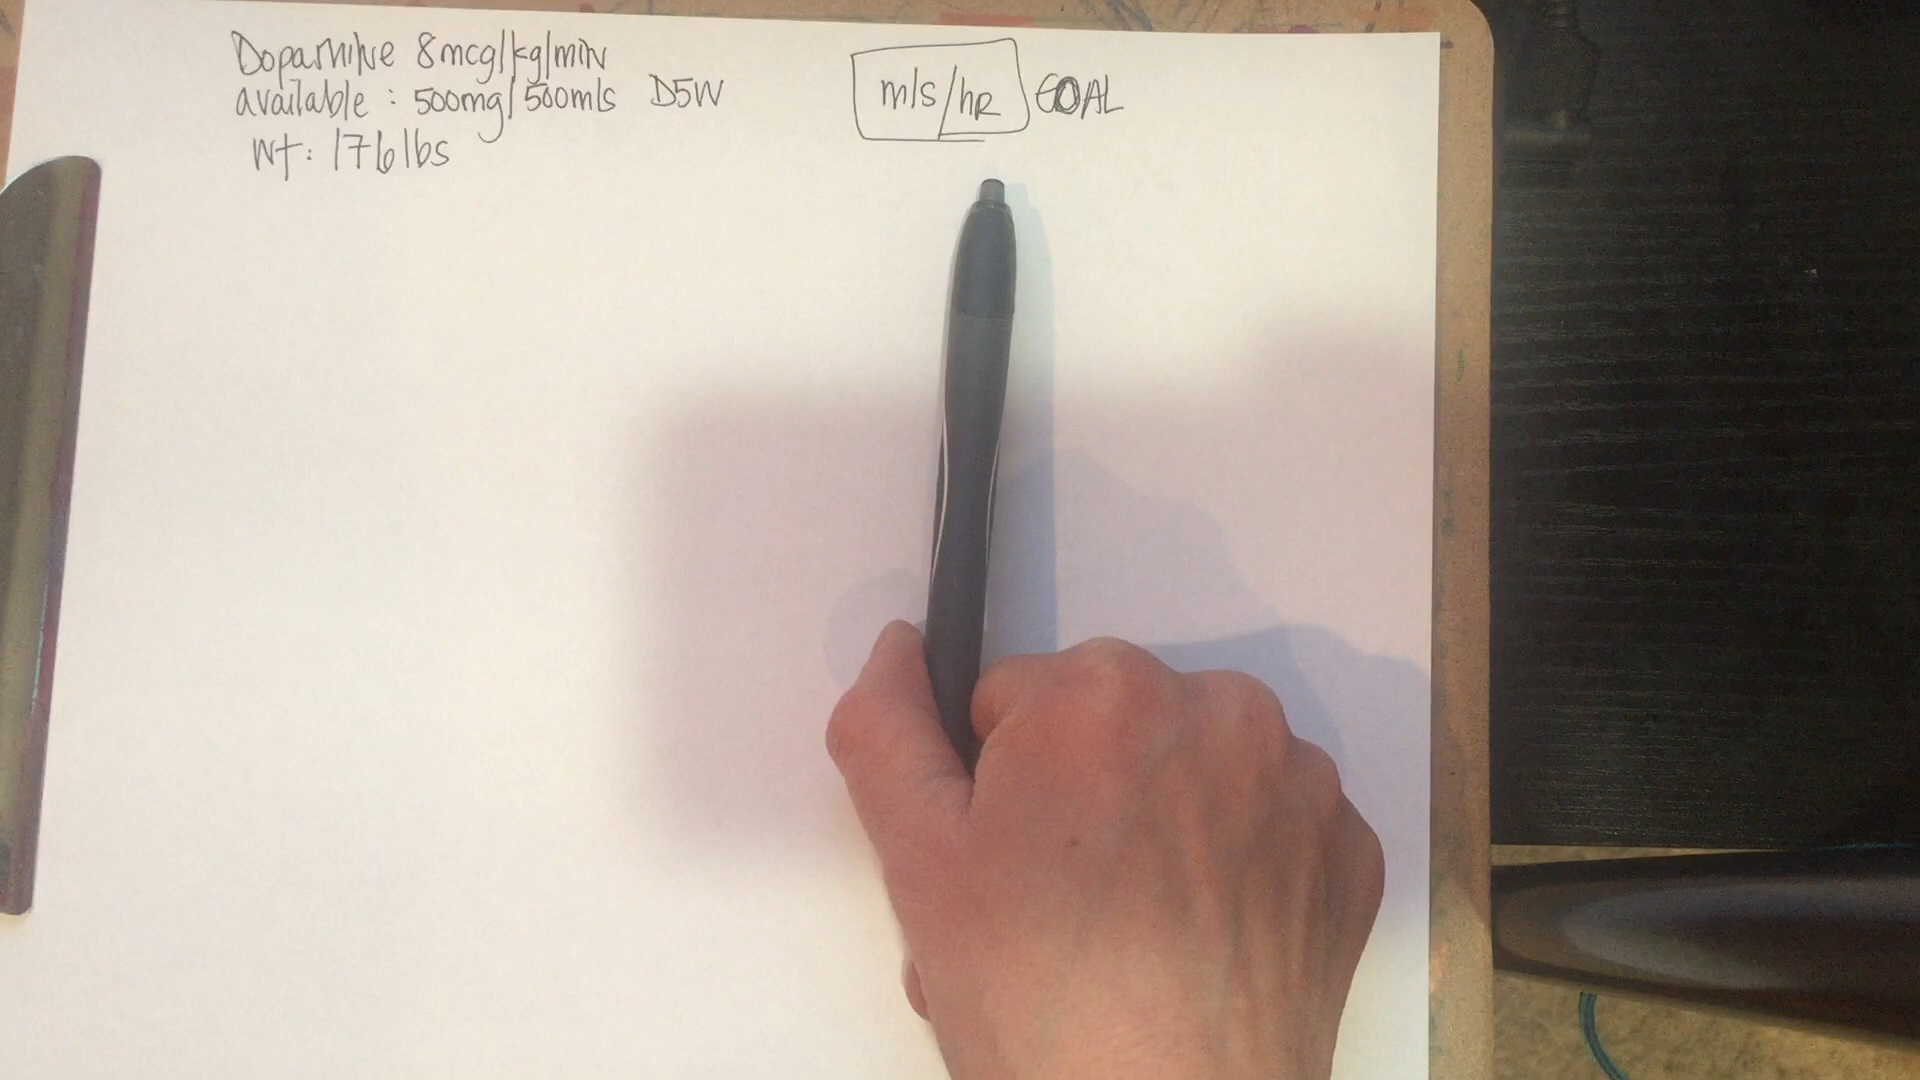 Dopamine 8mcg/kg/min
available : 500mg/500mls D5W
wt: 176lbs
mls/hR GOAL